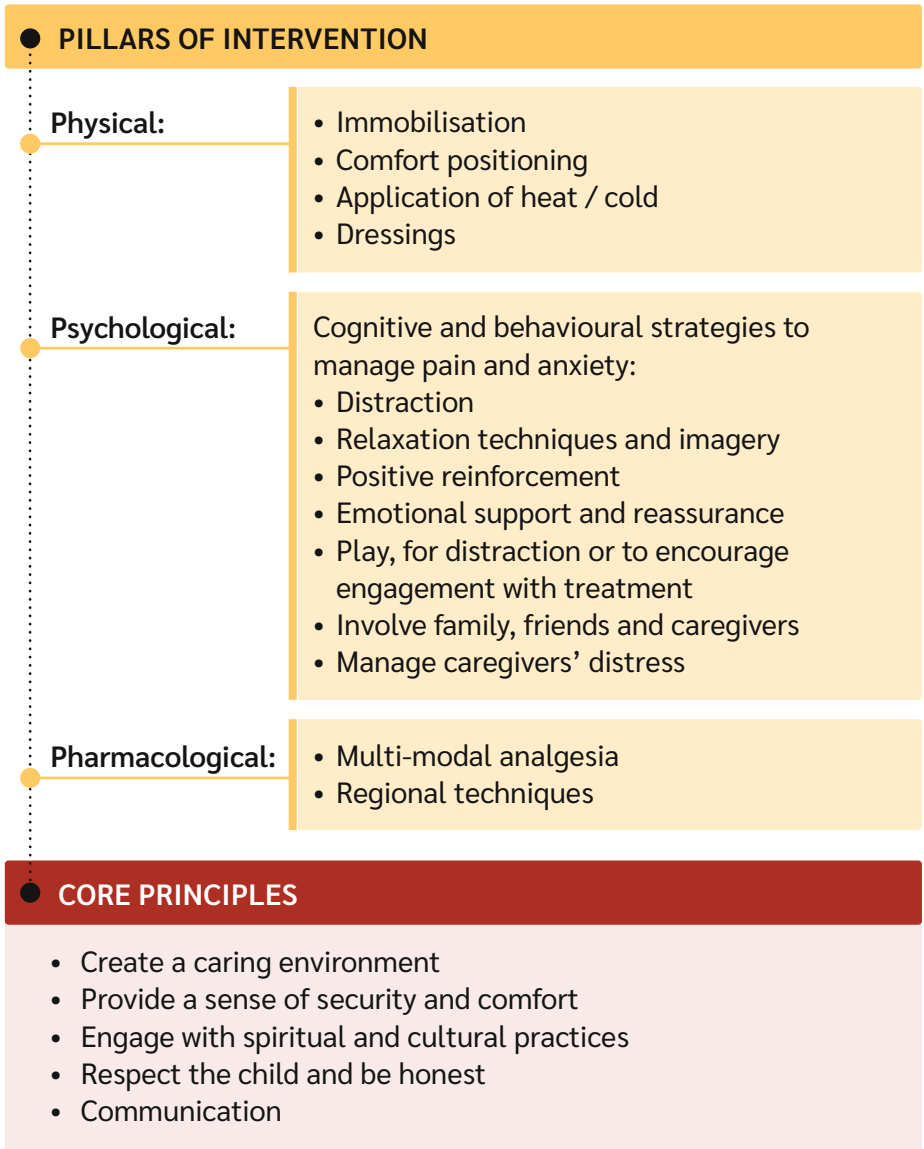 PILLARS OF INTERVENTION
Physical:
• Immobilisation
• Comfort positioning
• Application of heat / cold
• Dressings
Psychological:
Cognitive and behavioural strategies to
manage pain and anxiety:
• Distraction
• Relaxation techniques and imagery
• Positive reinforcement
• Emotional support and reassurance
• Play, for distraction or to encourage
engagement with treatment
• Involve family, friends and caregivers
• Manage caregivers’ distress
Pharmacological:
• Multi-modal analgesia
• Regional techniques
CORE PRINCIPLES
• Create a caring environment
• Provide a sense of security and comfort
• Engage with spiritual and cultural practices
• Respect the child and be honest
• Communication